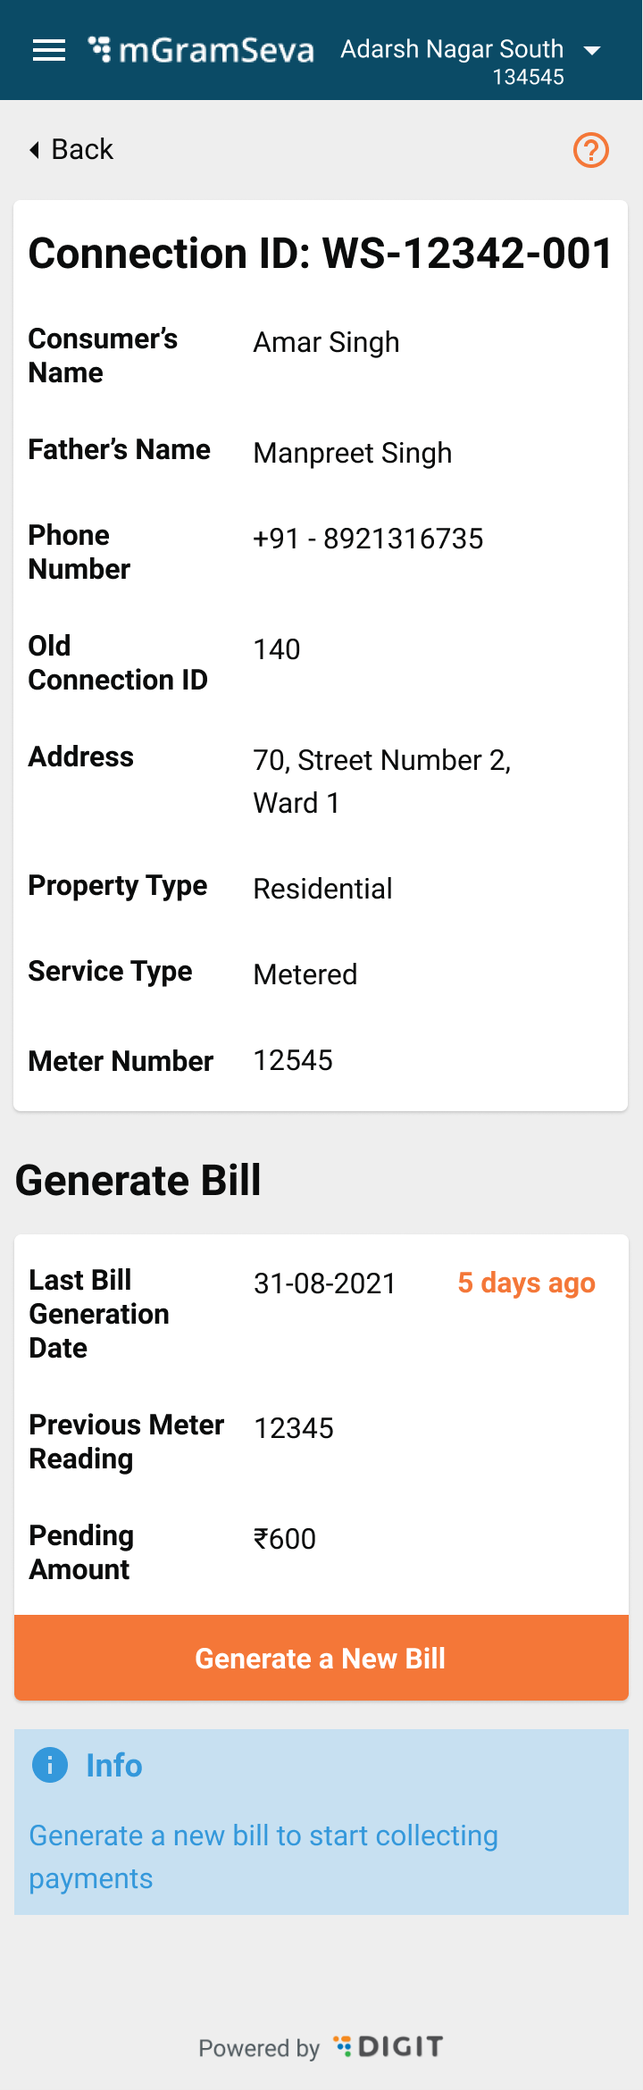 mGramSeva
Adarsh Nagar South
134545
Back
Connection ID: WS-12342-001
Consumer’s
Name
Amar Singh
Father’s Name
Manpreet Singh
Phone
Number
+91 - 8921316735
Old
Connection ID
140
Address
70, Street Number 2,
Ward 1
Property Type
Residential
Service Type
Metered
Meter Number
12545
Generate Bill
Last Bill
Generation
Date
31-08-2021
5 days ago
Previous Meter
Reading
12345
Pending
Amount
₹600
Generate a New Bill
Info
Generate a new bill to start collecting
payments
Powered by DIGIT